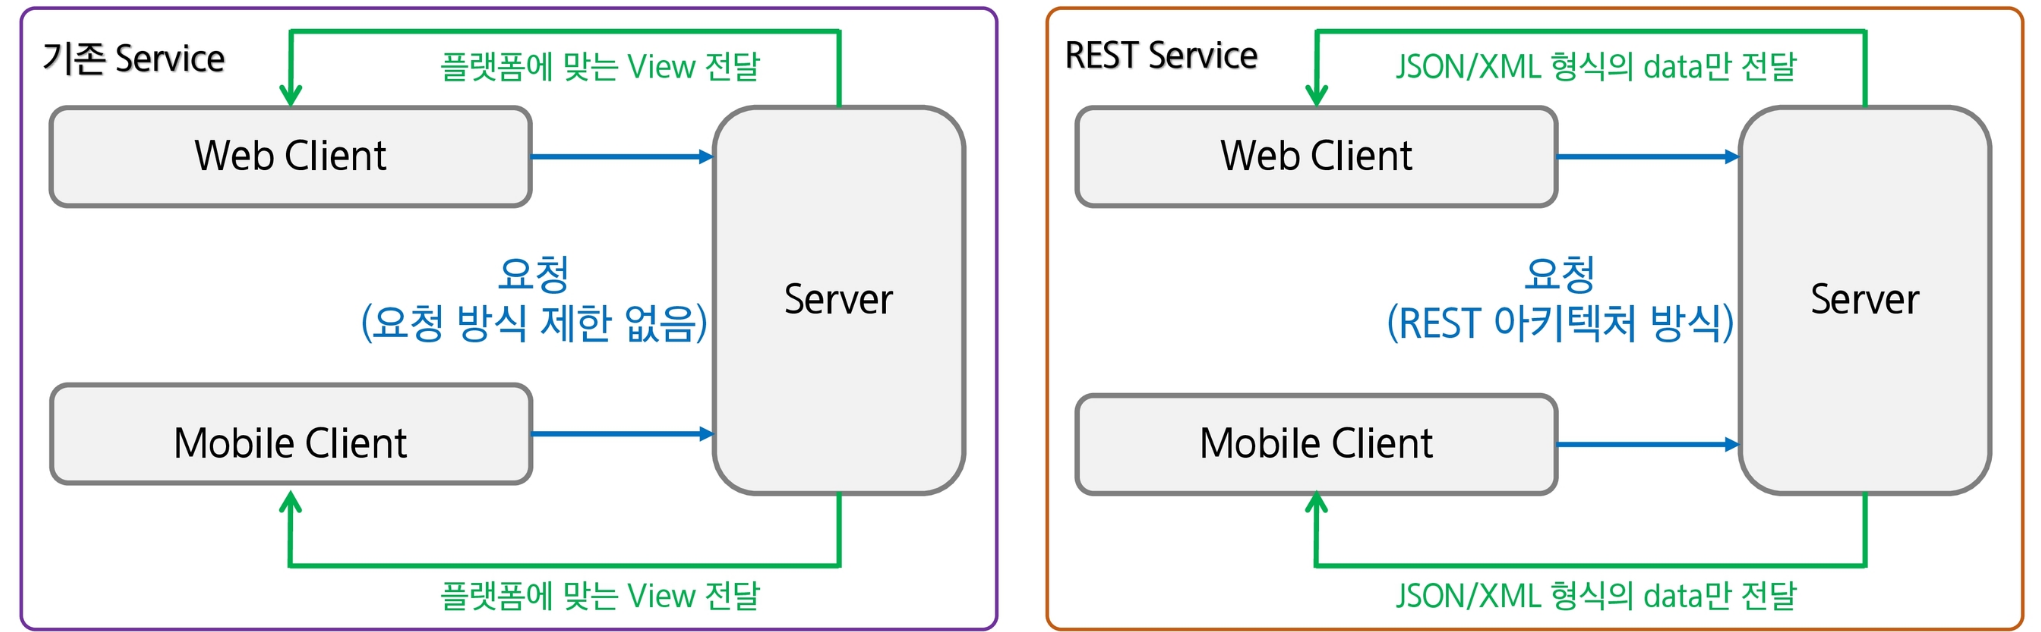 기존 Service
플랫폼에 맞는 View 전달
Web Client
요청
(요청 방식 제한 없음)
Server
Mobile Client
플랫폼에 맞는 View 전달
REST Service
JSON/XML 형식의 data만 전달
Web Client
요청
(REST 아키텍처 방식)
Server
Mobile Client
JSON/XML 형식의 data만 전달